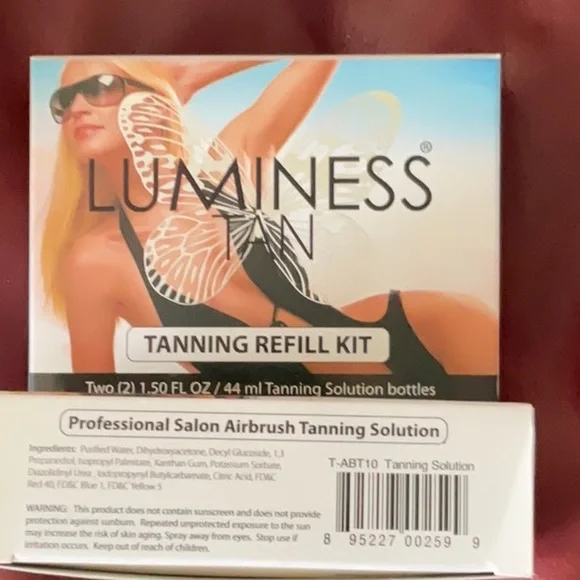 LUMINESS®
TAN
TANNING REFILL KIT
Two (2) 1.50 FL OZ / 44 ml Tanning Solution bottles
Professional Salon Airbrush Tanning Solution
Ingredients: Purified Water, Dihydroxyacetone, Decyl Glucoside, 1,3
Propanediol, Isopropyl Palmitate, Xanthan Gum, Potassium Sorbate,
Diazolidinyl Urea, Iodopropynyl Butylcarbamate, Citric Acid, FD&C
Red 40, FD&C Blue 1, FD&C Yellow 5
T-ABT10 Tanning Solution
WARNING: This product does not contain sunscreen and does not provide
protection against sunburn. Repeated unprotected exposure to the sun
may increase the risk of skin aging. Spray away from eyes. Stop use if
irritation occurs. Keep out of reach of children.
8 95227 00259 9